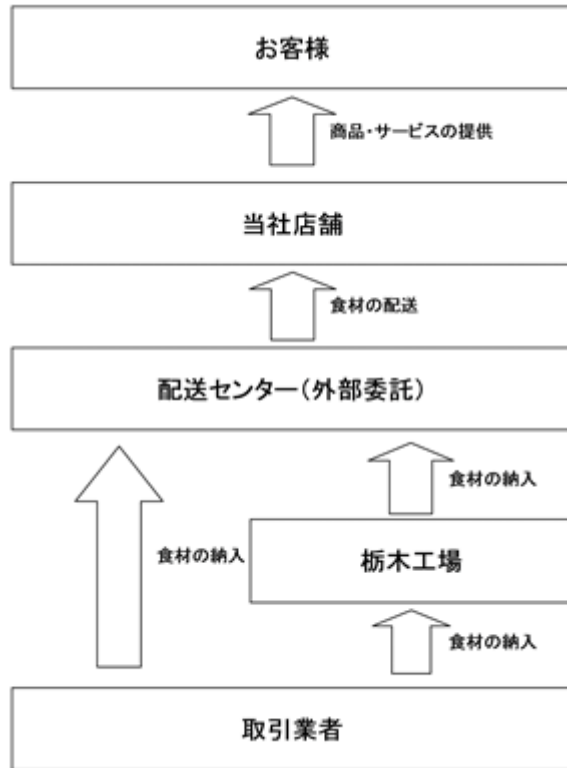 お客様
商品・サービスの提供
当社店舗
食材の配送
配送センター（外部委託）
食材の納入
食材の納入
栃木工場
食材の納入
取引業者